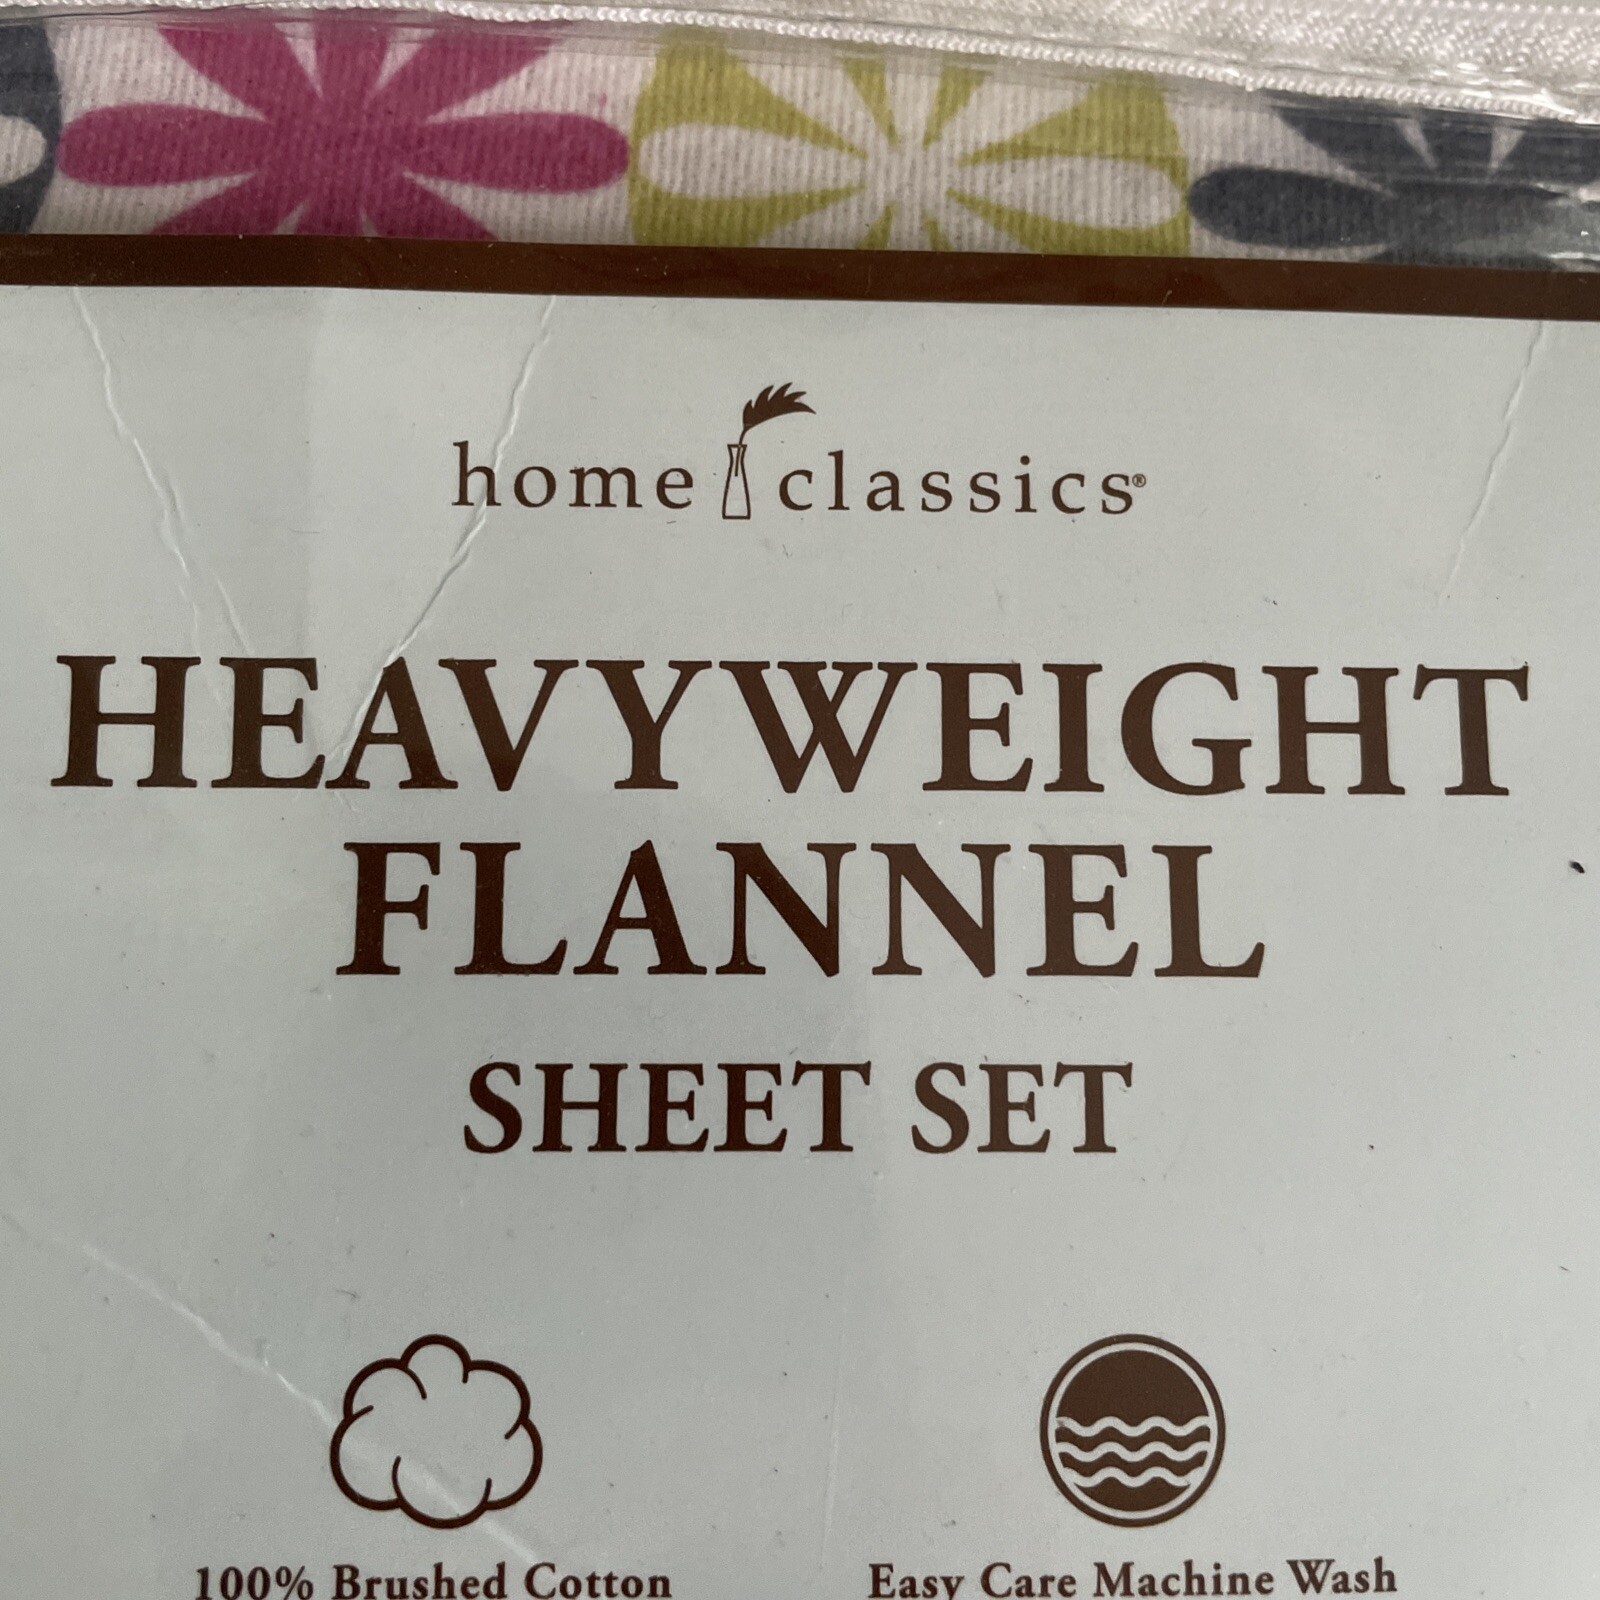 home classics®
HEAVYWEIGHT
FLANNEL
SHEET SET
100% Brushed Cotton
Easy Care Machine Wash